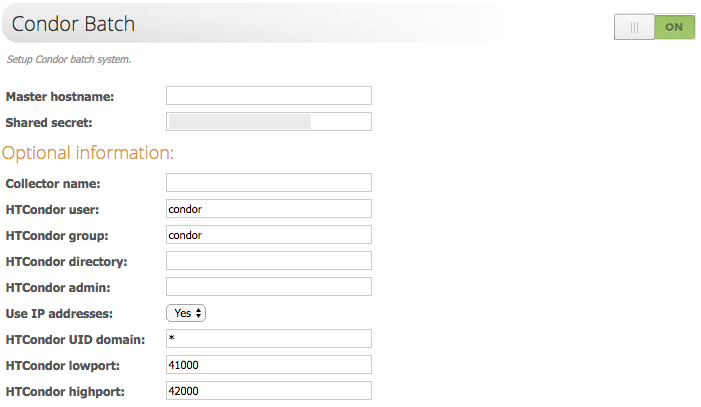 Condor Batch
ON
Setup Condor batch system.
Master hostname:
Shared secret:
Optional information:
Collector name:
HTCondor user: condor
HTCondor group: condor
HTCondor directory:
HTCondor admin:
Use IP addresses: Yes
HTCondor UID domain: *
HTCondor lowport: 41000
HTCondor highport: 42000